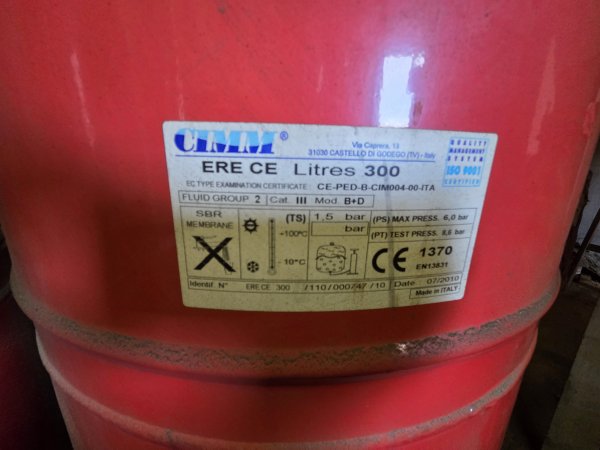 CIMM®
Via Caprera, 13
31030 CASTELLO DI GODEGO (TV) - Italy
QUALITY
MANAGEMENT
SYSTEM
ISO 9001
ERE CE Litres 300
EC TYPE EXAMINATION CERTIFICATE: CE-PED-B-CIM004-00-ITA
FLUID GROUP 2 Cat. III Mod. B+D
SBR
MEMBRANE
(TS)
+100°C
-10°C
1,5 bar
bar
(PS) MAX PRESS. 6,0 bar
(PT) TEST PRESS. 8,6 bar
CE 1370
EN13831
Identif. N° ERE CE 300 /110/000/47/10 Date 07/2010
Made in ITALY